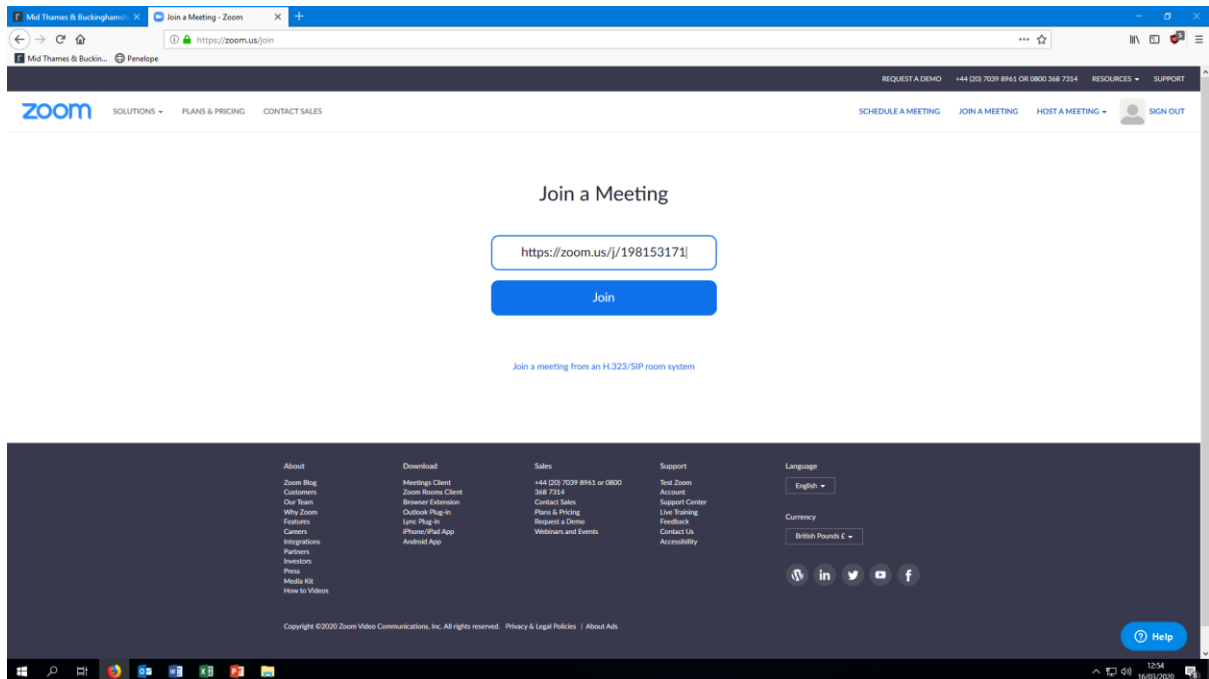 Mid Thames & Buckinghamsh
Join a Meeting - Zoom
https://zoom.us/join
Mid Thames & Buckin... Penelope
REQUEST A DEMO +44 (20) 7039 8961 OR 0800 368 7314 RESOURCES SUPPORT
zoom SOLUTIONS PLANS & PRICING CONTACT SALES SCHEDULE A MEETING JOIN A MEETING HOST A MEETING SIGN OUT
Join a Meeting
https://zoom.us/j/198153171
Join
Join a meeting from an H.323/SIP room system
About
Zoom Blog
Customers
Our Team
Why Zoom
Features
Careers
Integrations
Partners
Investors
Press
Media Kit
How to Videos
Download
Meetings Client
Zoom Rooms Client
Browser Extension
Outlook Plug-in
Lync Plug-in
iPhone/iPad App
Android App
Sales
+44 (20) 7039 8961 or 0800
368 7314
Contact Sales
Plans & Pricing
Request a Demo
Webinars and Events
Support
Test Zoom
Account
Support Center
Live Training
Feedback
Contact Us
Accessibility
Language
English
Currency
British Pounds £
Copyright ©2020 Zoom Video Communications, Inc. All rights reserved. Privacy & Legal Policies | About Ads
Help
12:54
16/03/2020